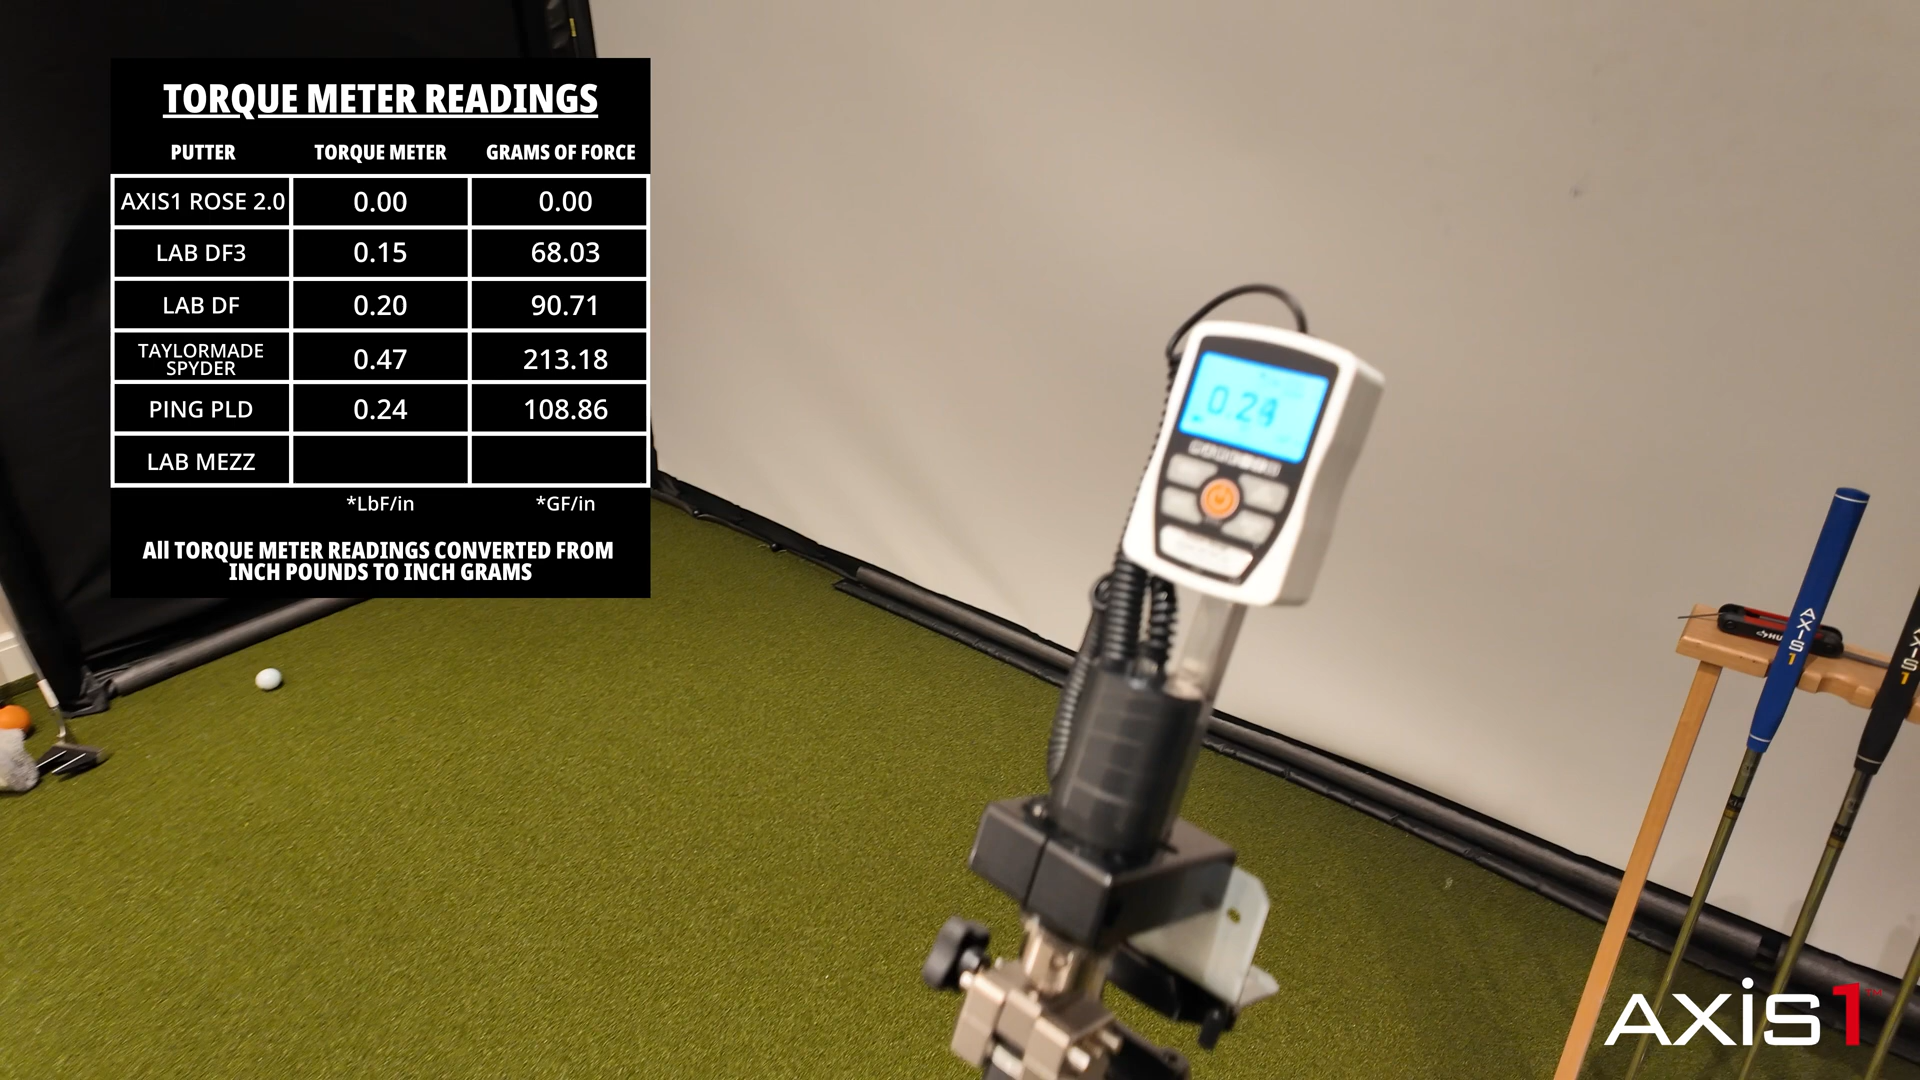 TORQUE METER READINGS
PUTTER TORQUE METER GRAMS OF FORCE
AXIS1 ROSE 2.0 0.00 0.00
LAB DF3 0.15 68.03
LAB DF 0.20 90.71
TAYLORMADE
SPYDER 0.47 213.18
PING PLD 0.24 108.86
LAB MEZZ
*LbF/in *GF/in
All TORQUE METER READINGS CONVERTED FROM
INCH POUNDS TO INCH GRAMS
0.24
AXIS1
AXIS1
AXIS1™